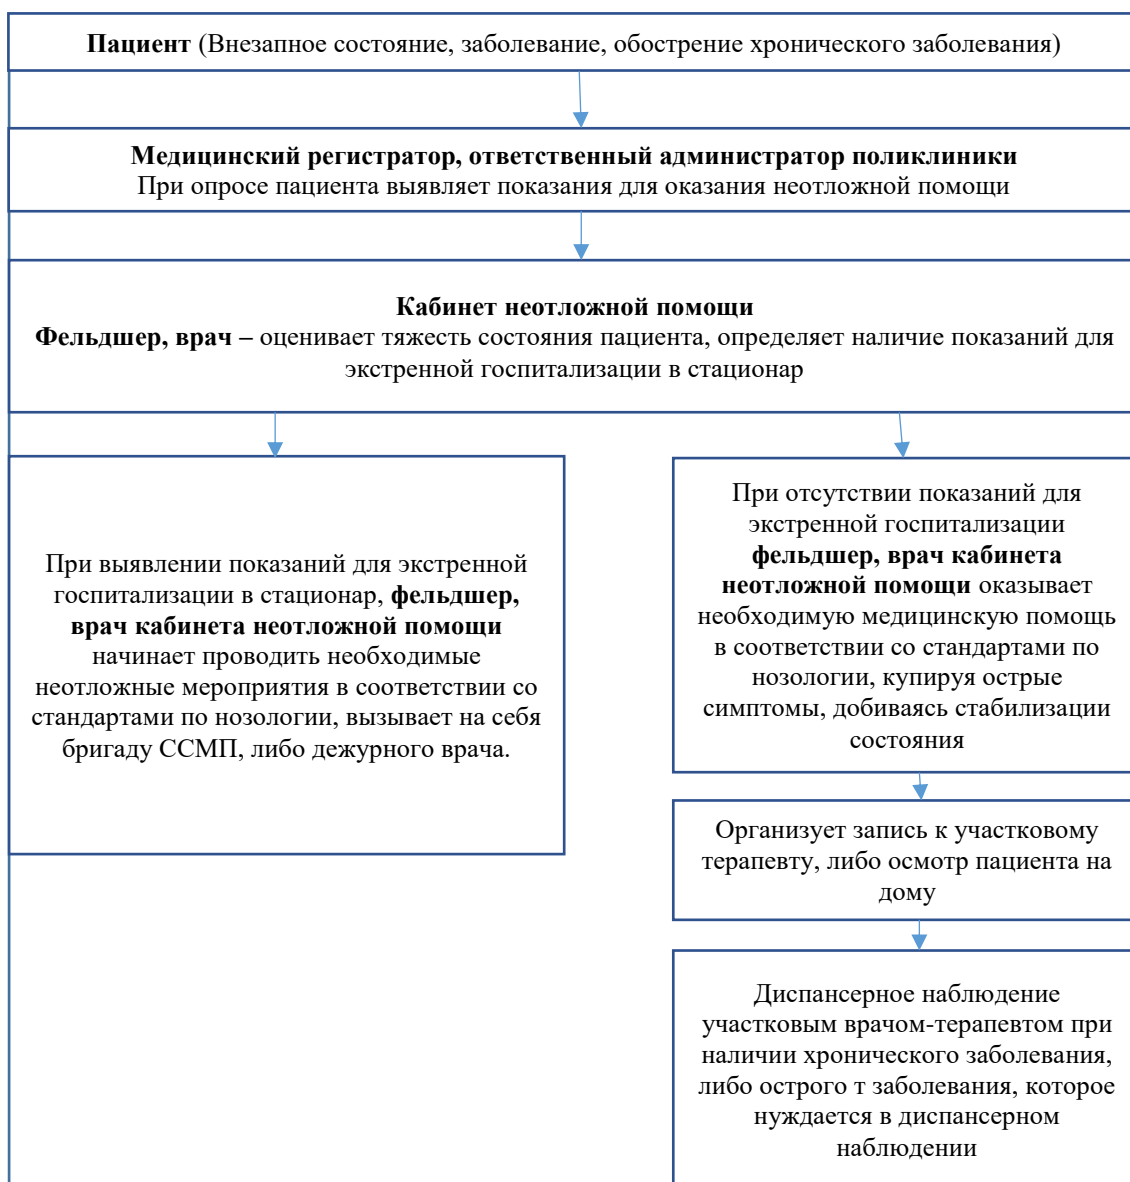 Пациент (Внезапное состояние, заболевание, обострение хронического заболевания)
Медицинский регистратор, ответственный администратор поликлиники
При опросе пациента выявляет показания для оказания неотложной помощи
Кабинет неотложной помощи
Фельдшер, врач – оценивает тяжесть состояния пациента, определяет наличие показаний для
экстренной госпитализации в стационар
При выявлении показаний для экстренной
госпитализации в стационар, фельдшер,
врач кабинета неотложной помощи
начинает проводить необходимые
неотложные мероприятия в соответствии со
стандартами по нозологии, вызывает на себя
бригаду ССМП, либо дежурного врача.
При отсутствии показаний для
экстренной госпитализации
фельдшер, врач кабинета
неотложной помощи оказывает
необходимую медицинскую помощь
в соответствии со стандартами по
нозологии, купируя острые
симптомы, добиваясь стабилизации
состояния
Организует запись к участковому
терапевту, либо осмотр пациента на
дому
Диспансерное наблюдение
участковым врачом-терапевтом при
наличии хронического заболевания,
либо острого т заболевания, которое
нуждается в диспансерном
наблюдении